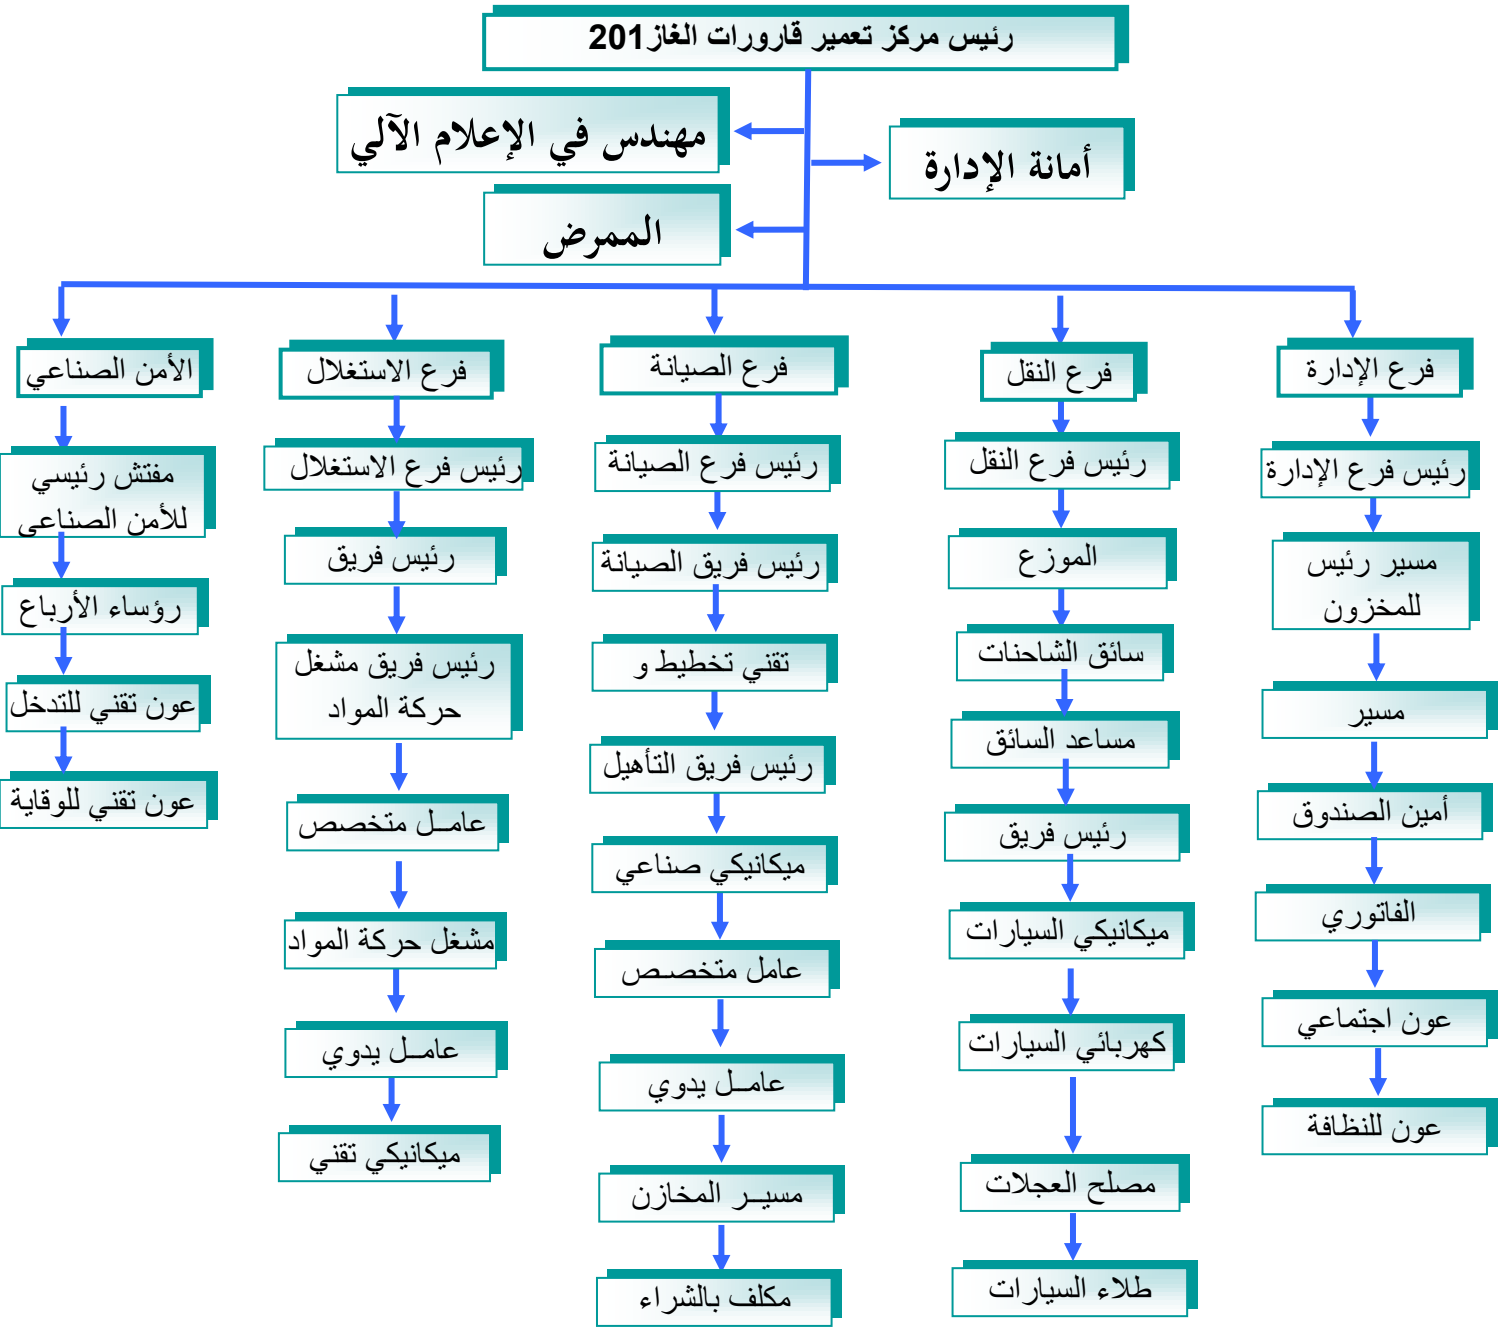 رئيس مركز تعمير قارورات الغاز201
مهندس في الإعلام الآلي
أمانة الإدارة
الممرض
فرع الإدارة
رئيس فرع الإدارة
مسير رئيس
للمخزون
مسير
أمين الصندوق
الفاتوري
عون اجتماعي
عون للنظافة
فرع النقل
رئيس فرع النقل
الموزع
سائق الشاحنات
مساعد السائق
رئيس فريق
ميكانيكي السيارات
كهربائي السيارات
مصلح العجلات
طلاء السيارات
فرع الصيانة
رئيس فرع الصيانة
رئيس فريق الصيانة
تقني تخطيط و
رئيس فريق التأهيل
ميكانيكي صناعي
عامل متخصـص
عامــل يدوي
مسيــر المخازن
مكلف بالشراء
فرع الاستغلال
رئيس فرع الاستغلال
رئيس فريق
رئيس فريق مشغل
حركة المواد
عامــل متخصص
مشغل حركة المواد
عامــل يدوي
ميكانيكي تقني
الأمن الصناعي
مفتش رئيسي
للأمن الصناعي
رؤساء الأرباع
عون تقني للتدخل
عون تقني للوقاية